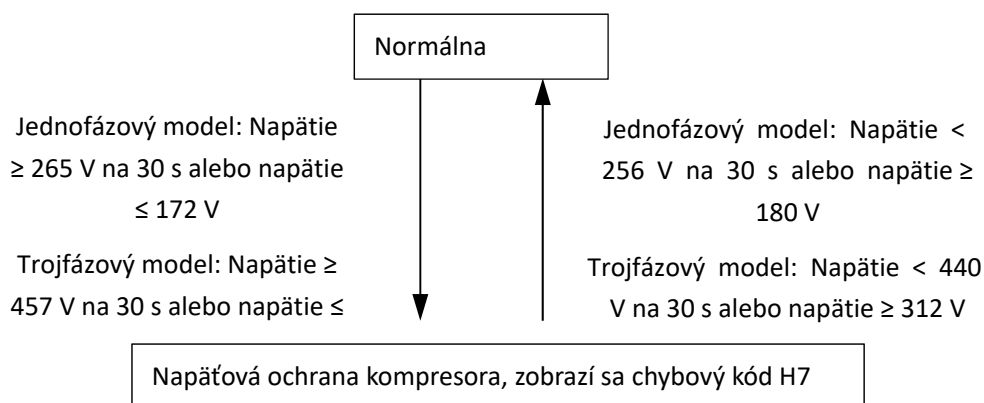 Normálna
Jednofázový model: Napätie
≥ 265 V na 30 s alebo napätie
≤ 172 V
Trojfázový model: Napätie ≥
457 V na 30 s alebo napätie ≤
Jednofázový model: Napätie <
256 V na 30 s alebo napätie ≥
180 V
Trojfázový model: Napätie < 440
V na 30 s alebo napätie ≥ 312 V
Napäťová ochrana kompresora, zobrazí sa chybový kód H7